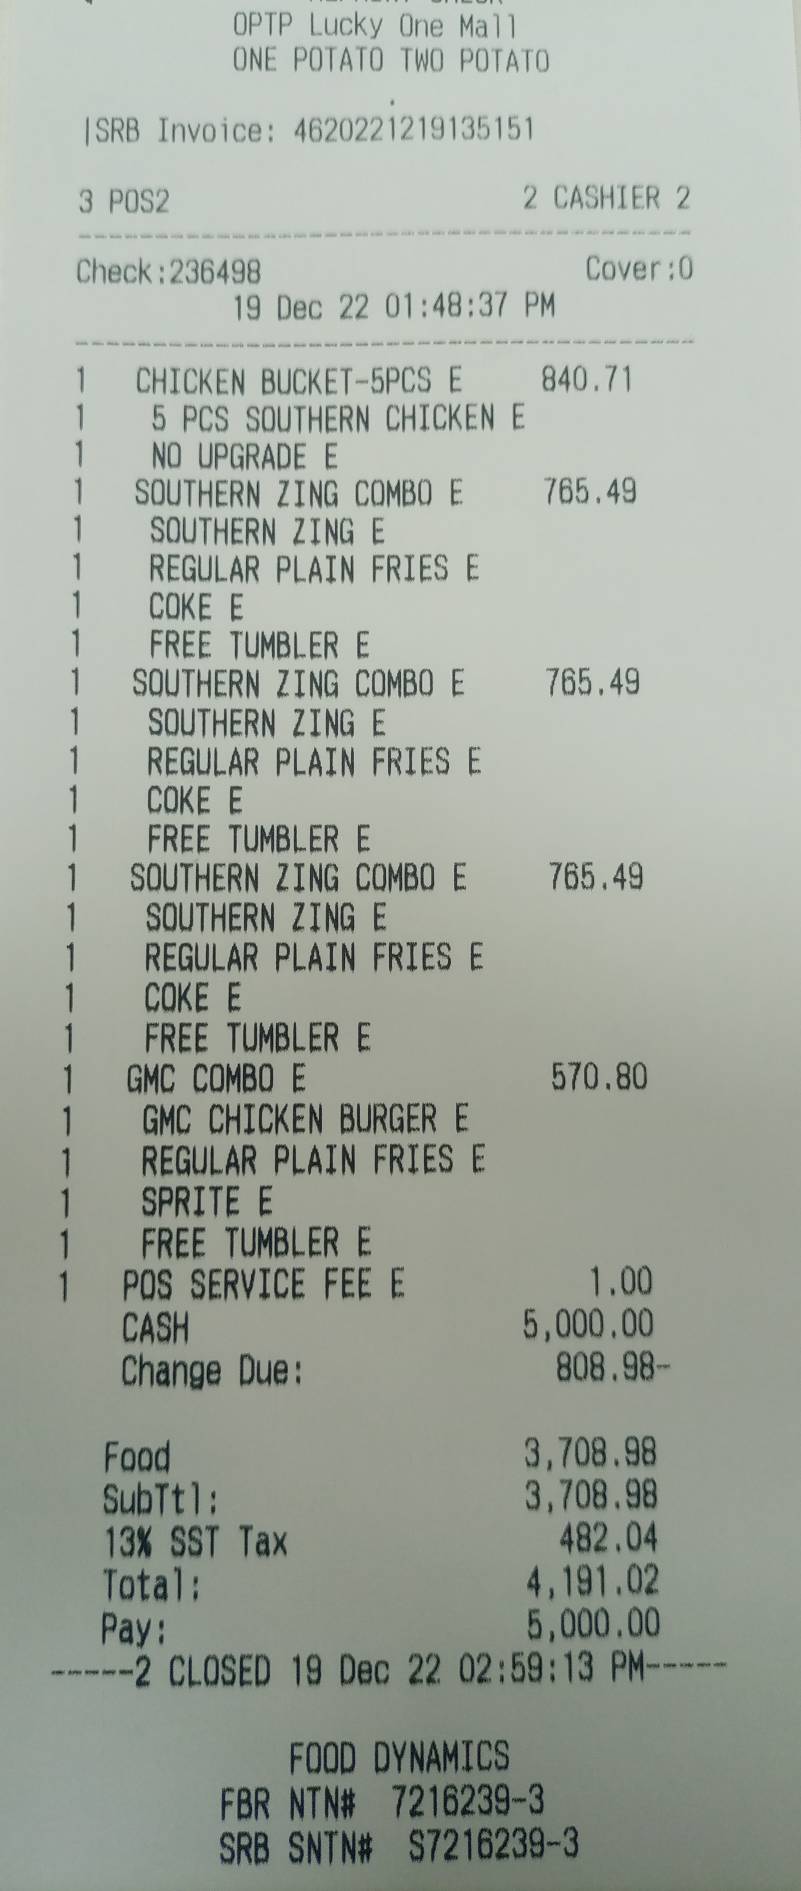 OPTP Lucky One Mall
ONE POTATO TWO POTATO
|SRB Invoice: 4620221219135151
3 POS2 2 CASHIER 2
Check:236498 Cover:0
19 Dec 22 01:48:37 PM
1 CHICKEN BUCKET-5PCS E 840.71
1 5 PCS SOUTHERN CHICKEN E
1 NO UPGRADE E
1 SOUTHERN ZING COMBO E 765.49
1 SOUTHERN ZING E
1 REGULAR PLAIN FRIES E
1 COKE E
1 FREE TUMBLER E
1 SOUTHERN ZING COMBO E 765.49
1 SOUTHERN ZING E
1 REGULAR PLAIN FRIES E
1 COKE E
1 FREE TUMBLER E
1 SOUTHERN ZING COMBO E 765.49
1 SOUTHERN ZING E
1 REGULAR PLAIN FRIES E
1 COKE E
1 FREE TUMBLER E
1 GMC COMBO E 570.80
1 GMC CHICKEN BURGER E
1 REGULAR PLAIN FRIES E
1 SPRITE E
1 FREE TUMBLER E
1 POS SERVICE FEE E 1.00
CASH 5,000.00
Change Due: 808.98-
Food 3,708.98
SubTtl: 3,708.98
13% SST Tax 482.04
Total: 4,191.02
Pay: 5,000.00
-----2 CLOSED 19 Dec 22 02:59:13 PM-----
FOOD DYNAMICS
FBR NTN# 7216239-3
SRB SNTN# S7216239-3